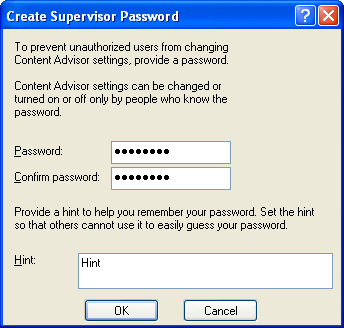 Create Supervisor Password
To prevent unauthorized users from changing
Content Advisor settings, provide a password.
Content Advisor settings can be changed or
turned on or off only by people who know the
password.
Password: ●●●●●●●●
Confirm password: ●●●●●●●●
Provide a hint to help you remember your password. Set the hint
so that others cannot use it to easily guess your password.
Hint: Hint
OK Cancel